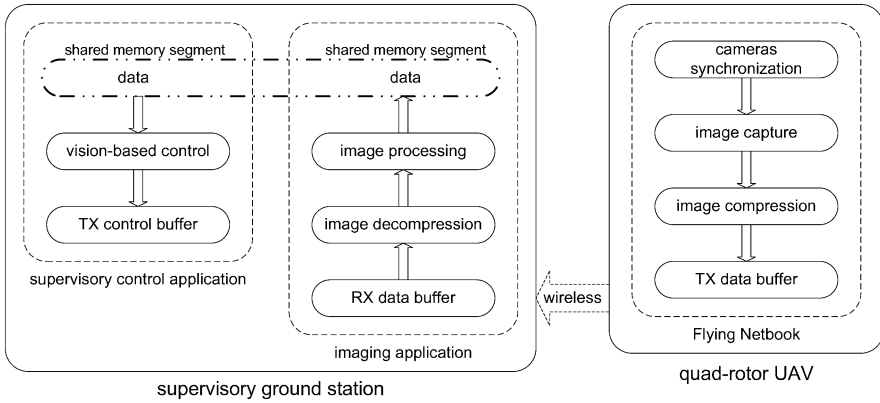 shared memory segment
data
vision-based control
TX control buffer
supervisory control application
shared memory segment
data
image processing
image decompression
RX data buffer
imaging application
supervisory ground station
wireless
cameras
synchronization
image capture
image compression
TX data buffer
Flying Netbook
quad-rotor UAV